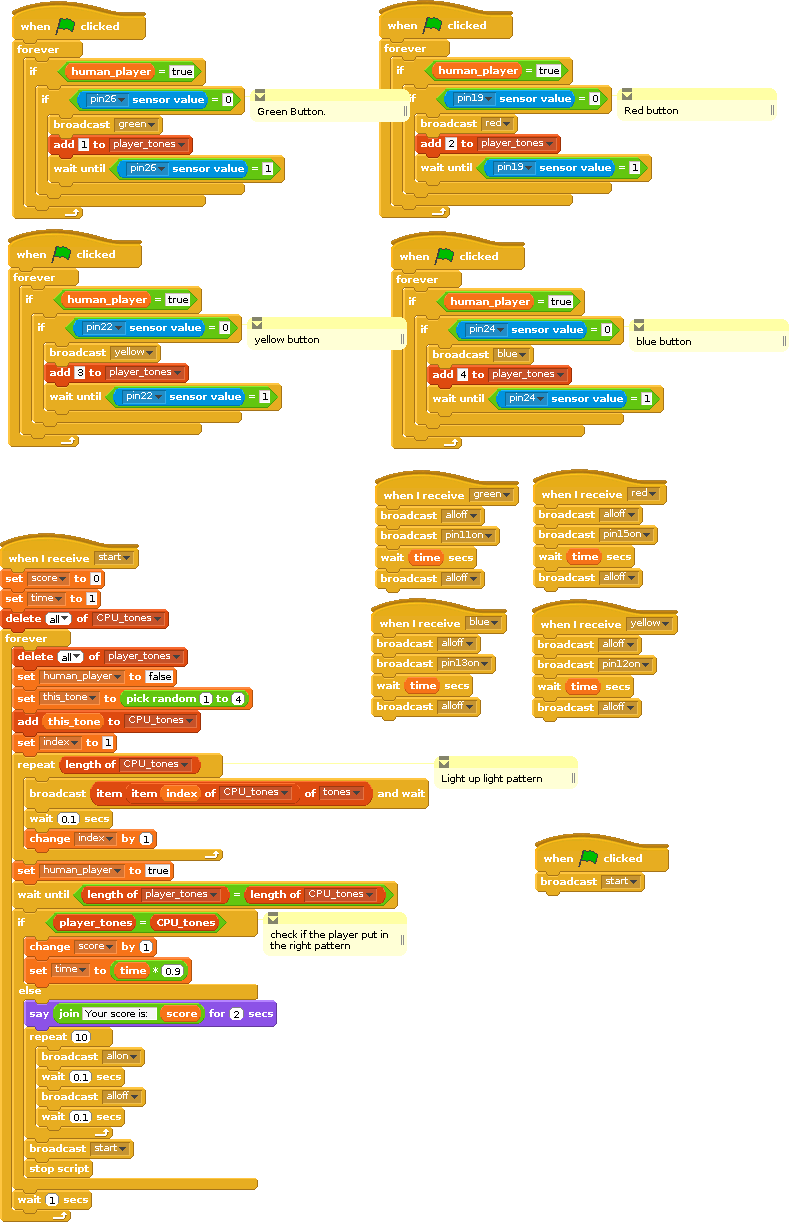 when clicked
forever
if human_player = true
if pin26 sensor value = 0
Green Button.
broadcast green
add 1 to player_tones
wait until pin26 sensor value = 1
when clicked
forever
if human_player = true
if pin19 sensor value = 0
Red button
broadcast red
add 2 to player_tones
wait until pin19 sensor value = 1
when clicked
forever
if human_player = true
if pin22 sensor value = 0
yellow button
broadcast yellow
add 3 to player_tones
wait until pin22 sensor value = 1
when clicked
forever
if human_player = true
if pin24 sensor value = 0
blue button
broadcast blue
add 4 to player_tones
wait until pin24 sensor value = 1
when I receive green
broadcast alloff
broadcast pin11on
wait time secs
broadcast alloff
when I receive red
broadcast alloff
broadcast pin15on
wait time secs
broadcast alloff
when I receive blue
broadcast alloff
broadcast pin13on
wait time secs
broadcast alloff
when I receive yellow
broadcast alloff
broadcast pin12on
wait time secs
broadcast alloff
when I receive start
set score to 0
set time to 1
delete all of CPU_tones
forever
delete all of player_tones
set human_player to false
set this_tone to pick random 1 to 4
add this_tone to CPU_tones
set index to 1
repeat length of CPU_tones
Light up light pattern
broadcast item item index of CPU_tones of tones and wait
wait 0.1 secs
change index by 1
set human_player to true
wait until length of player_tones = length of CPU_tones
if player_tones = CPU_tones
check if the player put in
the right pattern
change score by 1
set time to time * 0.9
else
say join Your score is: score for 2 secs
repeat 10
broadcast allon
wait 0.1 secs
broadcast alloff
wait 0.1 secs
broadcast start
stop script
wait 1 secs
when clicked
broadcast start